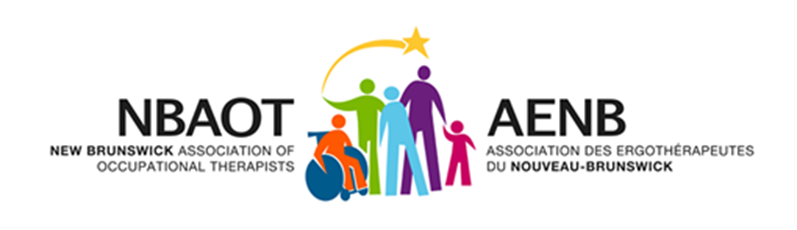 NBAOT
NEW BRUNSWICK ASSOCIATION OF
OCCUPATIONAL THERAPISTS
AENB
ASSOCIATION DES ERGOTHÉRAPEUTES
DU NOUVEAU-BRUNSWICK